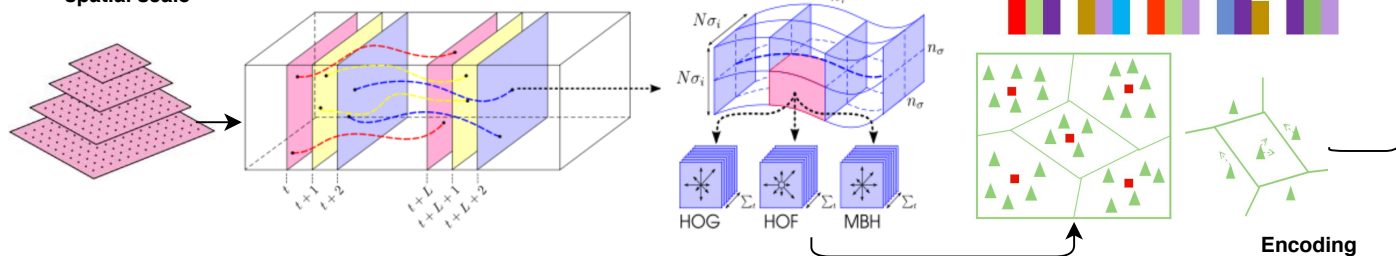 spatial scale
Nσi
Nσi
nσ
nσ
t
t + 1
t + 2
t + L
t + L + 1
t + L + 2
Σt
Σt
Σt
HOG
HOF
MBH
Encoding